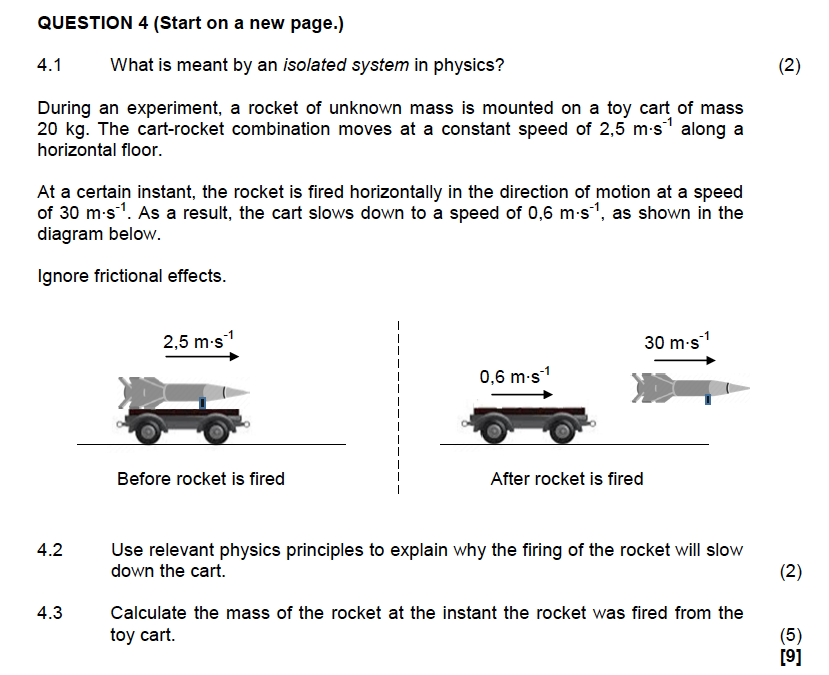 QUESTION 4 (Start on a new page.)
4.1 What is meant by an isolated system in physics? (2)
During an experiment, a rocket of unknown mass is mounted on a toy cart of mass
20 kg. The cart-rocket combination moves at a constant speed of 2,5 m·s⁻¹ along a
horizontal floor.
At a certain instant, the rocket is fired horizontally in the direction of motion at a speed
of 30 m·s⁻¹. As a result, the cart slows down to a speed of 0,6 m·s⁻¹, as shown in the
diagram below.
Ignore frictional effects.
2,5 m·s⁻¹
30 m·s⁻¹
0,6 m·s⁻¹
Before rocket is fired
After rocket is fired
4.2 Use relevant physics principles to explain why the firing of the rocket will slow
down the cart. (2)
4.3 Calculate the mass of the rocket at the instant the rocket was fired from the
toy cart. (5)
[9]